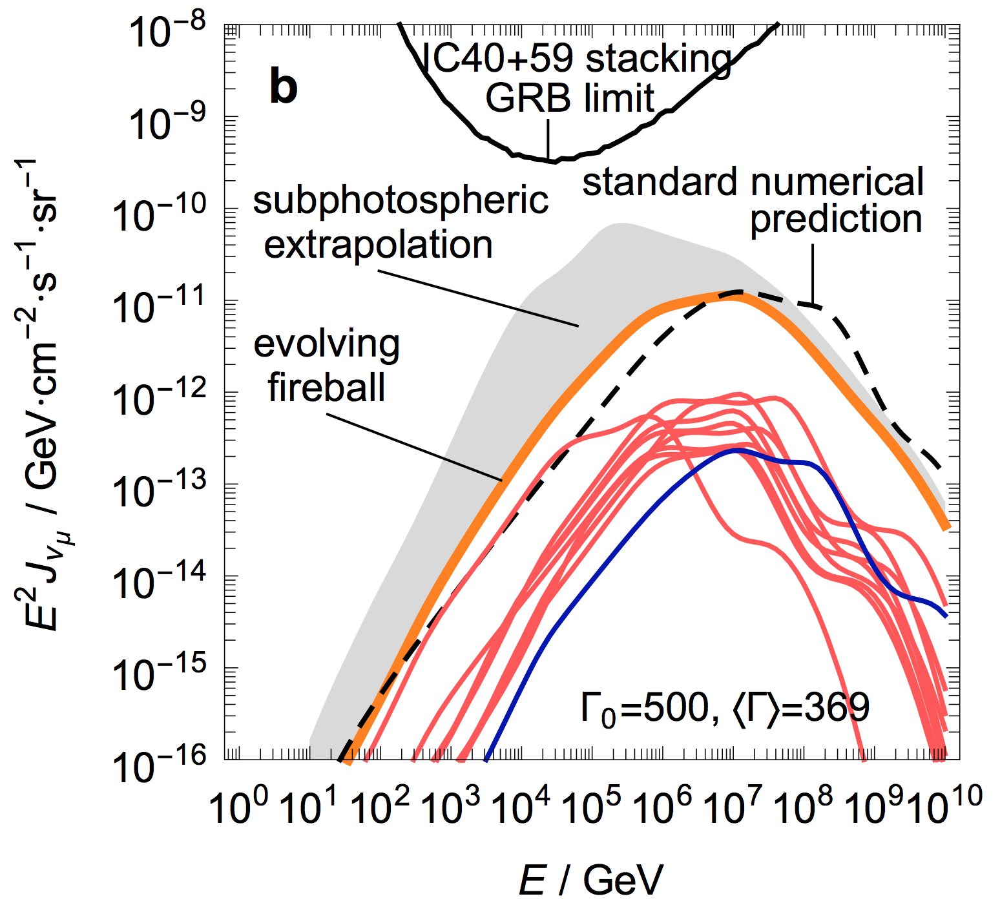 10⁻⁸
IC40+59 stacking
GRB limit
b
10⁻⁹
standard numerical
prediction
subphotospheric
extrapolation
10⁻¹⁰
10⁻¹¹
evolving
fireball
10⁻¹²
10⁻¹³
10⁻¹⁴
10⁻¹⁵
Γ₀=500, ⟨Γ⟩=369
10⁻¹⁶
E² J_νμ / GeV·cm⁻²·s⁻¹·sr⁻¹
10⁰ 10¹ 10² 10³ 10⁴ 10⁵ 10⁶ 10⁷ 10⁸ 10⁹ 10¹⁰
E / GeV